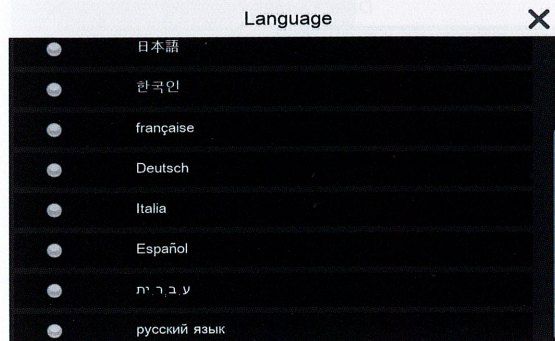 Language
日本語
한국인
française
Deutsch
Italia
Español
עִבְרִית
русский язык